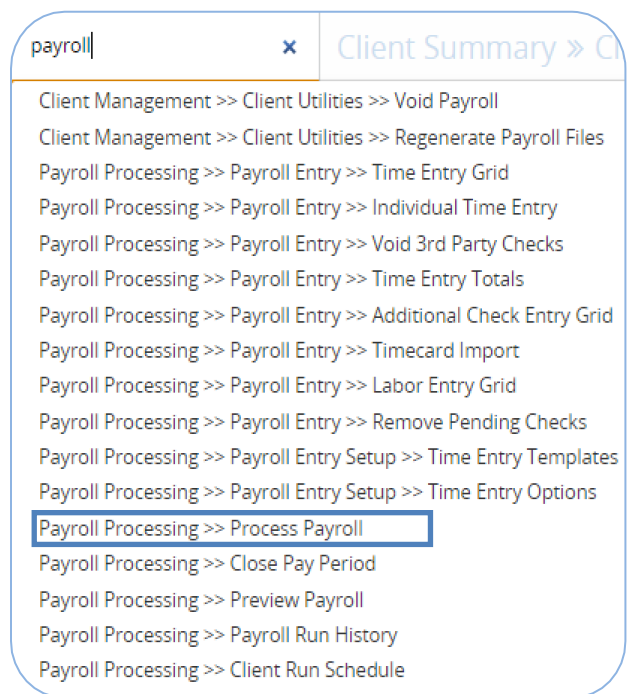 payroll
Client Summary » Cl
Client Management >> Client Utilities >> Void Payroll
Client Management >> Client Utilities >> Regenerate Payroll Files
Payroll Processing >> Payroll Entry >> Time Entry Grid
Payroll Processing >> Payroll Entry >> Individual Time Entry
Payroll Processing >> Payroll Entry >> Void 3rd Party Checks
Payroll Processing >> Payroll Entry >> Time Entry Totals
Payroll Processing >> Payroll Entry >> Additional Check Entry Grid
Payroll Processing >> Payroll Entry >> Timecard Import
Payroll Processing >> Payroll Entry >> Labor Entry Grid
Payroll Processing >> Payroll Entry >> Remove Pending Checks
Payroll Processing >> Payroll Entry Setup >> Time Entry Templates
Payroll Processing >> Payroll Entry Setup >> Time Entry Options
Payroll Processing >> Process Payroll
Payroll Processing >> Close Pay Period
Payroll Processing >> Preview Payroll
Payroll Processing >> Payroll Run History
Payroll Processing >> Client Run Schedule